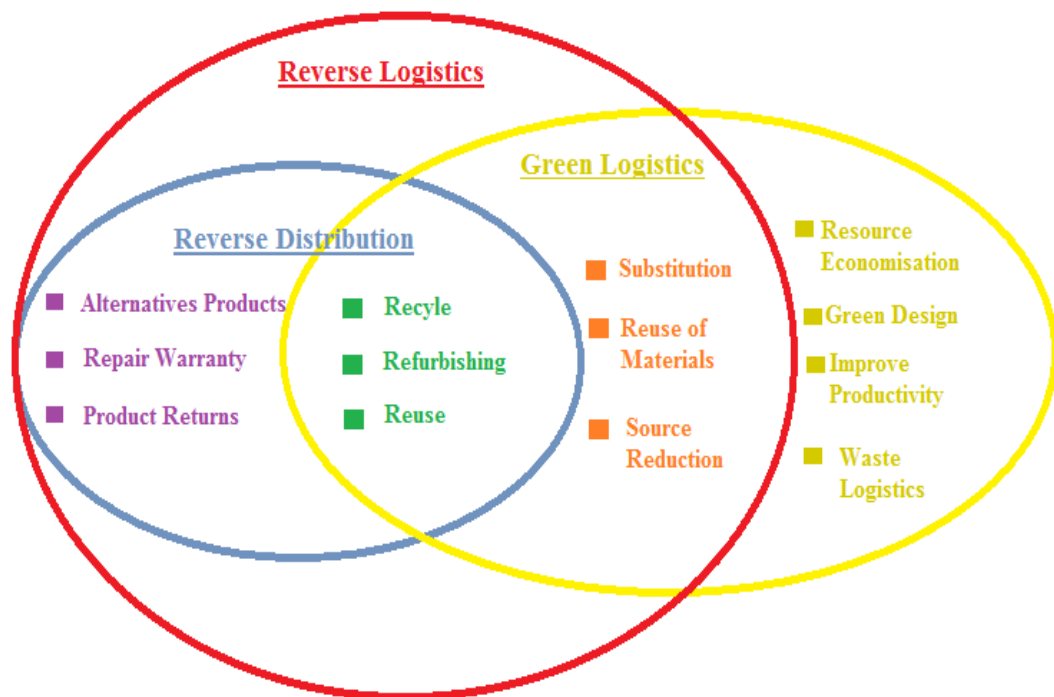 Reverse Logistics
Green Logistics
Reverse Distribution
Alternatives Products
Repair Warranty
Product Returns
Recyle
Refurbishing
Reuse
Substitution
Reuse of
Materials
Source
Reduction
Resource
Economisation
Green Design
Improve
Productivity
Waste
Logistics